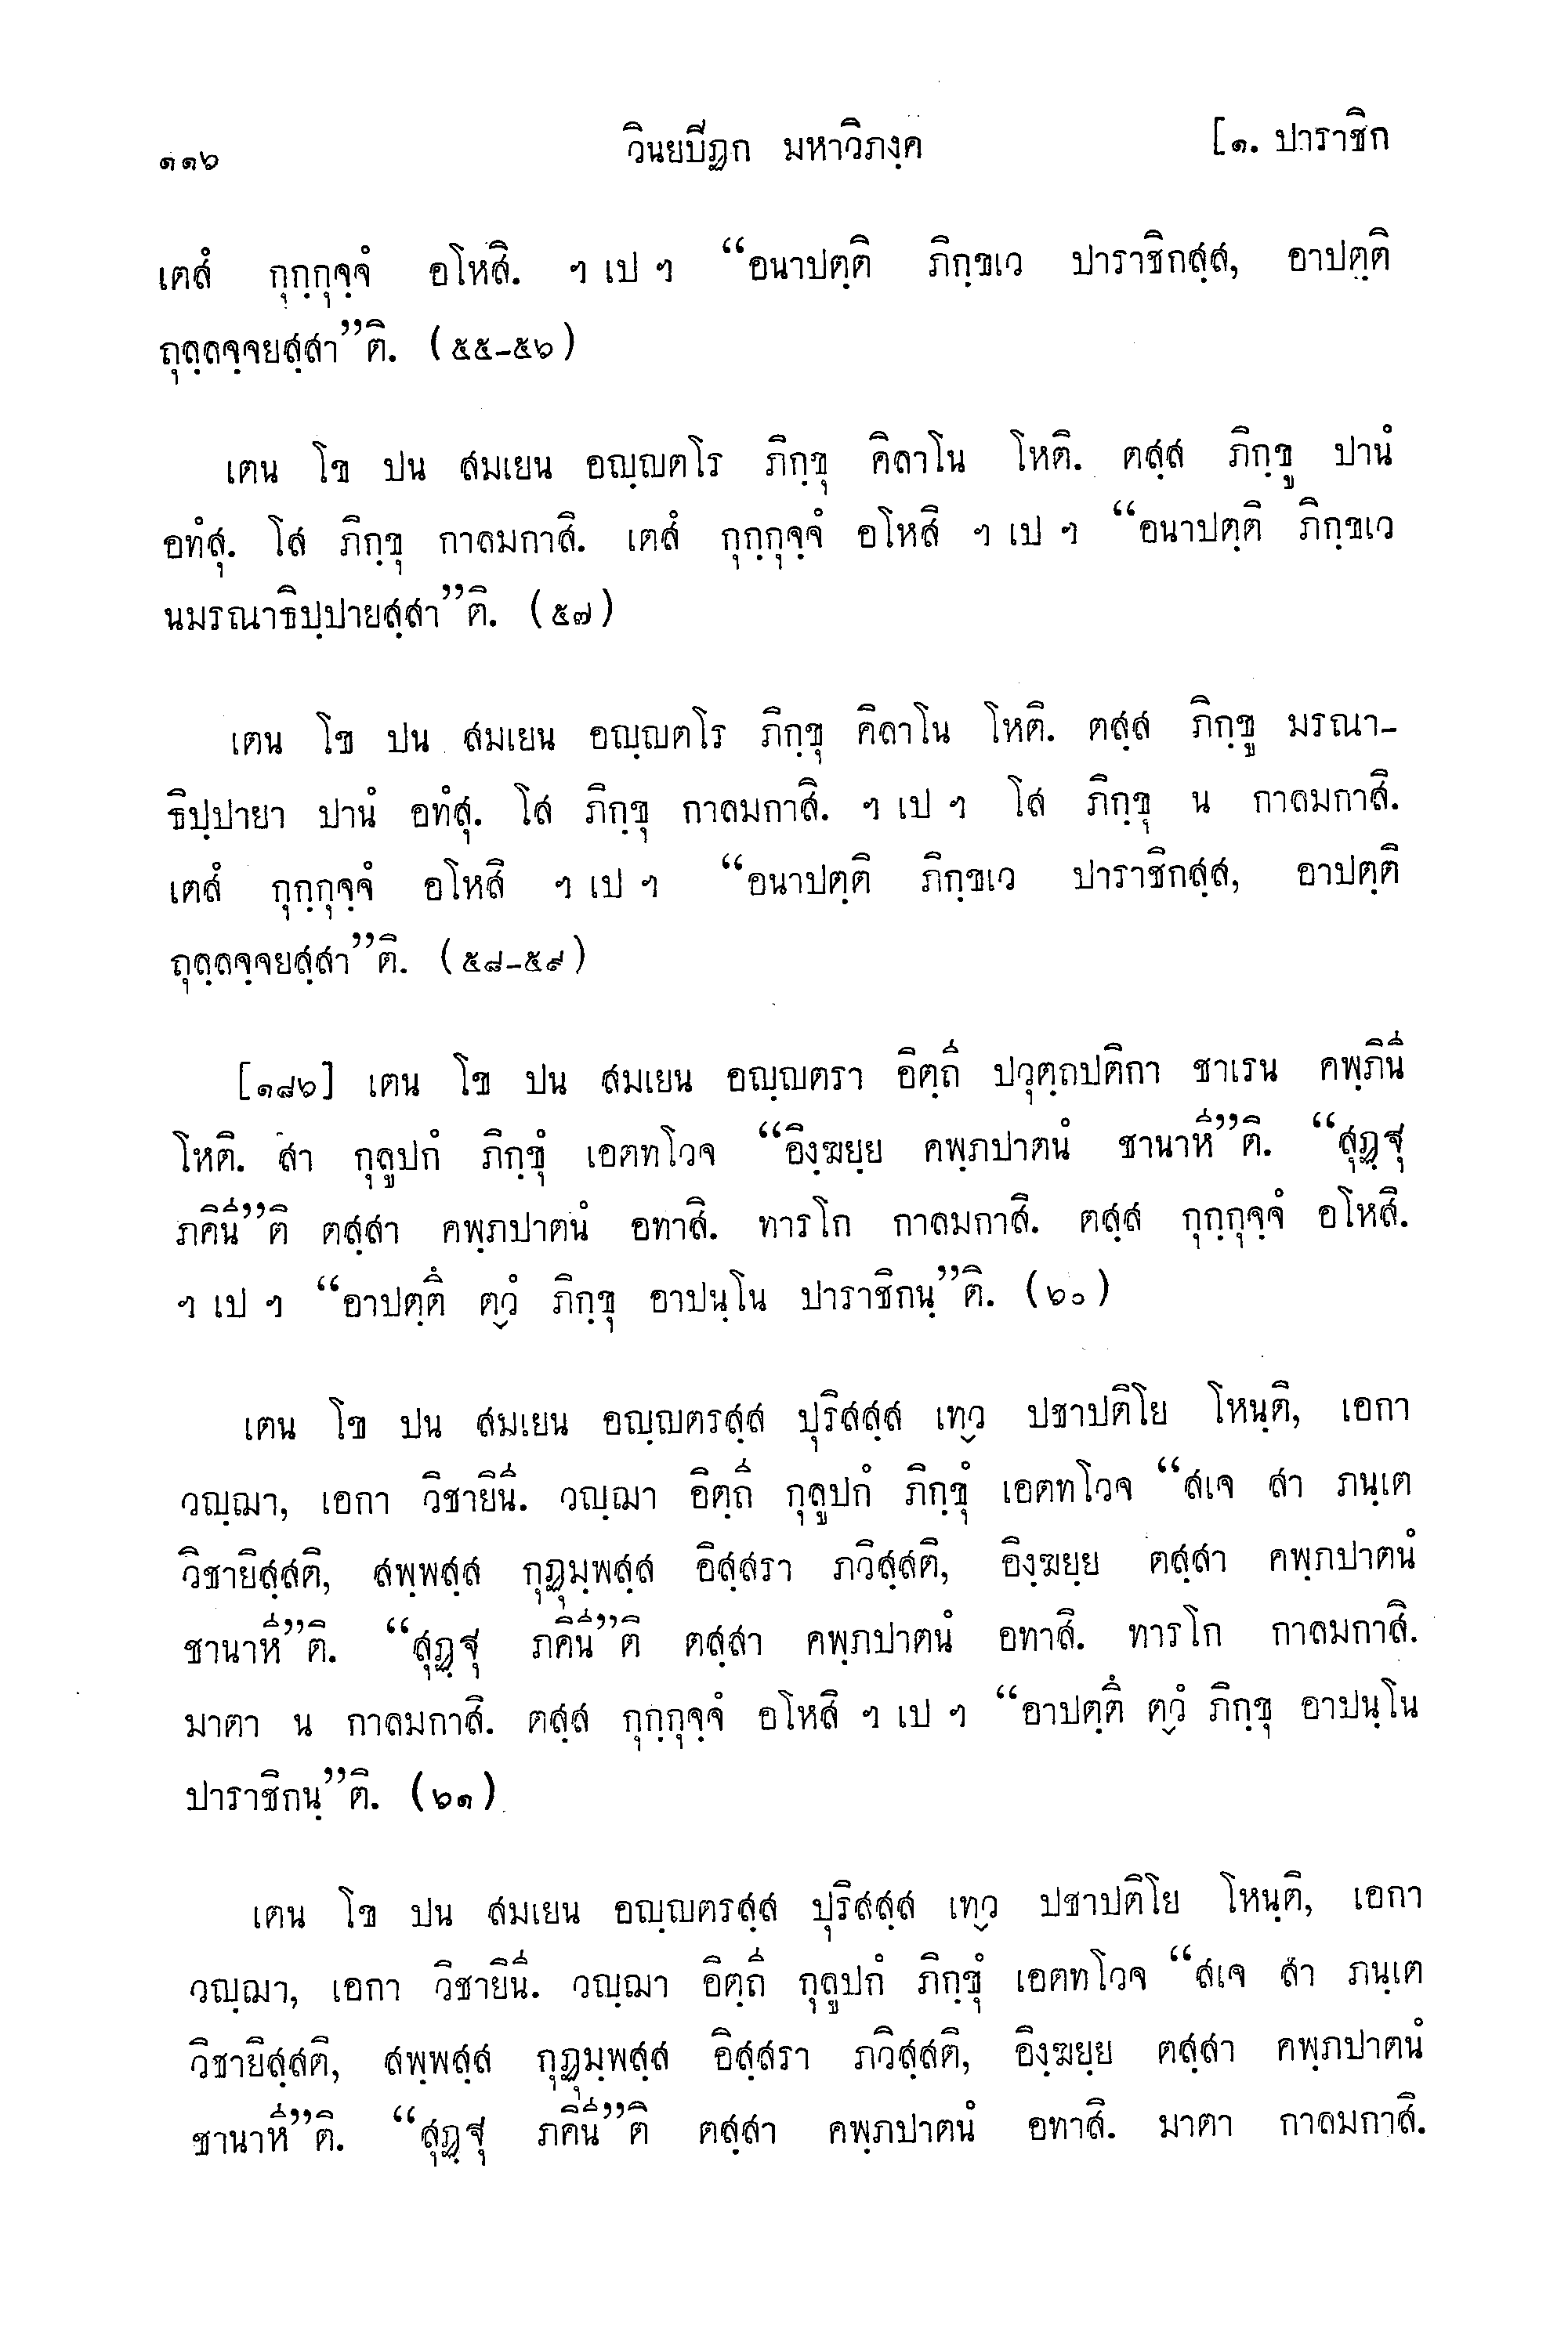 ๑๑๖ วินยปิฏก มหาวิภงฺค [๑. ปาราชิก
เตสํ กุกฺกุจฺจํ อโหสิ. ฯ เป ฯ “อนาปตฺติ ภิกฺขเว ปาราชิกสฺส, อาปตฺติ
ถุลฺลจฺจยสฺสา”ติ. (๕๕-๕๖)
เตน โข ปน สมเยน อญฺญตโร ภิกฺขุ คิลาโน โหติ. ตสฺส ภิกฺขู ปานํ
อทํสุ. โส ภิกฺขุ กาลมกาสิ. เตสํ กุกฺกุจฺจํ อโหสิ ฯ เป ฯ “อนาปตฺติ ภิกฺขเว
นมรณาธิปฺปายสฺสา”ติ. (๕๗)
เตน โข ปน สมเยน อญฺญตโร ภิกฺขุ คิลาโน โหติ. ตสฺส ภิกฺขู มรณา-
ธิปฺปายา ปานํ อทํสุ. โส ภิกฺขุ กาลมกาสิ. ฯ เป ฯ โส ภิกฺขุ น กาลมกาสิ.
เตสํ กุกฺกุจฺจํ อโหสิ ฯ เป ฯ “อนาปตฺติ ภิกฺขเว ปาราชิกสฺส, อาปตฺติ
ถุลฺลจฺจยสฺสา”ติ. (๕๘-๕๙)
[๑๘๖] เตน โข ปน สมเยน อญฺญตรา อิตฺถี ปวุตฺถปติกา ชาเรน คพฺภินี
โหติ. สา กุลูปกํ ภิกฺขุํ เอตทโวจ “อิงฺฆยฺย คพฺภปาตนํ ชานาหี”ติ. “สุฏฺฐุ
ภคินี”ติ ตสฺสา คพฺภปาตนํ อทาสิ. ทารโก กาลมกาสิ. ตสฺส กุกฺกุจฺจํ อโหสิ.
ฯ เป ฯ “อาปตฺตึ ตฺวํ ภิกฺขุ อาปนฺโน ปาราชิกนฺ”ติ. (๖๐)
เตน โข ปน สมเยน อญฺญตรสฺส ปุริสสฺส เทฺว ปชาปติโย โหนฺติ, เอกา
วญฺฌา, เอกา วิชายินี. วญฺฌา อิตฺถี กุลูปกํ ภิกฺขุํ เอตทโวจ “สเจ สา ภนฺเต
วิชายิสฺสติ, สพฺพสฺส กุฏุมฺพสฺส อิสฺสรา ภวิสฺสติ, อิงฺฆยฺย ตสฺสา คพฺภปาตนํ
ชานาหี”ติ. “สุฏฺฐุ ภคินี”ติ ตสฺสา คพฺภปาตนํ อทาสิ. ทารโก กาลมกาสิ.
มาตา น กาลมกาสิ. ตสฺส กุกฺกุจฺจํ อโหสิ ฯ เป ฯ “อาปตฺตึ ตฺวํ ภิกฺขุ อาปนฺโน
ปาราชิกนฺ”ติ. (๖๑)
เตน โข ปน สมเยน อญฺญตรสฺส ปุริสสฺส เทฺว ปชาปติโย โหนฺติ, เอกา
วญฺฌา, เอกา วิชายินี. วญฺฌา อิตฺถี กุลูปกํ ภิกฺขุํ เอตทโวจ “สเจ สา ภนฺเต
วิชายิสฺสติ, สพฺพสฺส กุฏุมฺพสฺส อิสฺสรา ภวิสฺสติ, อิงฺฆยฺย ตสฺสา คพฺภปาตนํ
ชานาหี”ติ. “สุฏฺฐุ ภคินี”ติ ตสฺสา คพฺภปาตนํ อทาสิ. มาตา กาลมกาสิ.